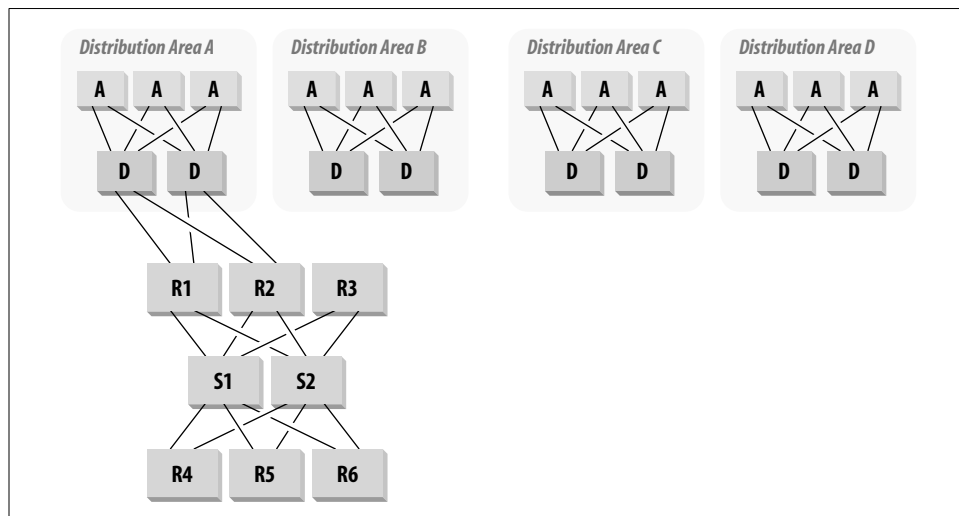 Distribution Area A Distribution Area B Distribution Area C Distribution Area D
A A A A A A A A A A A A
D D D D D D D D
R1 R2 R3
S1 S2
R4 R5 R6